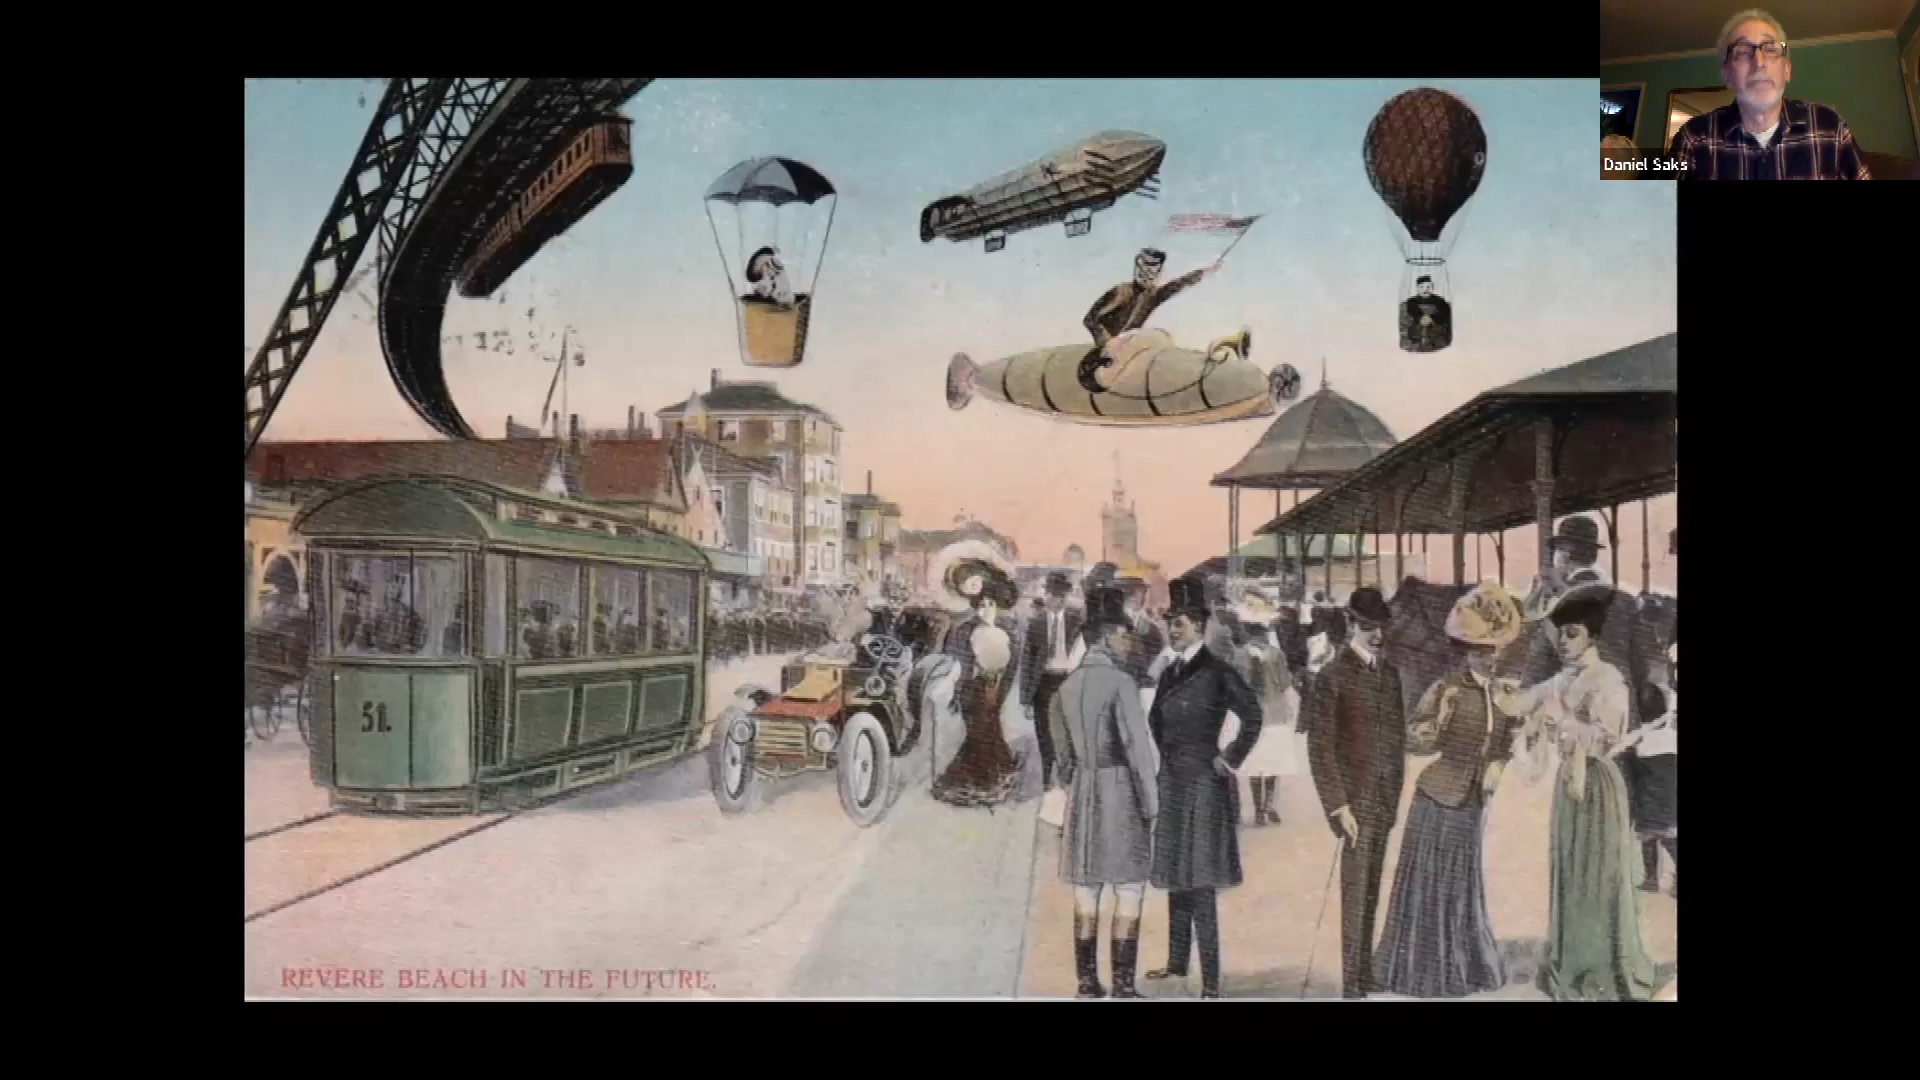 Daniel Saks
51.
REVERE BEACH IN THE FUTURE.